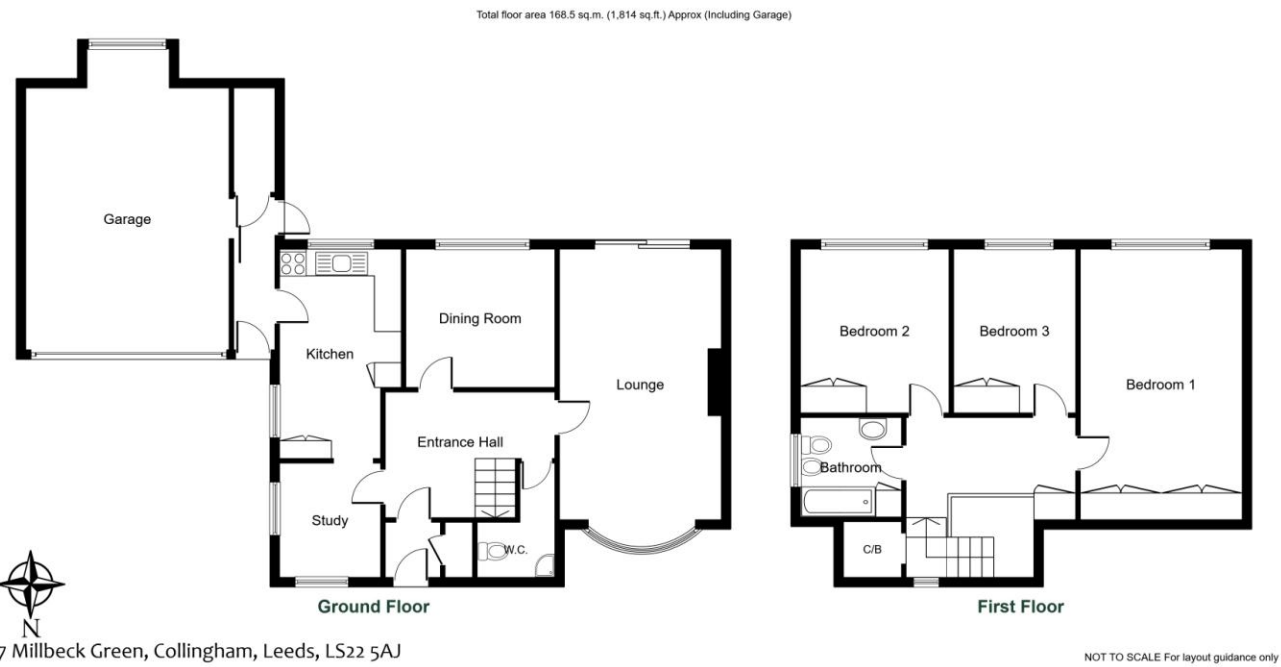 Total floor area 168.5 sq.m. (1,814 sq.ft.) Approx (Including Garage)
Garage
Kitchen
Dining Room
Lounge
Entrance Hall
Study
W.C.
Ground Floor
Bedroom 2
Bedroom 3
Bedroom 1
Bathroom
C/B
First Floor
N
7 Millbeck Green, Collingham, Leeds, LS22 5AJ
NOT TO SCALE For layout guidance only